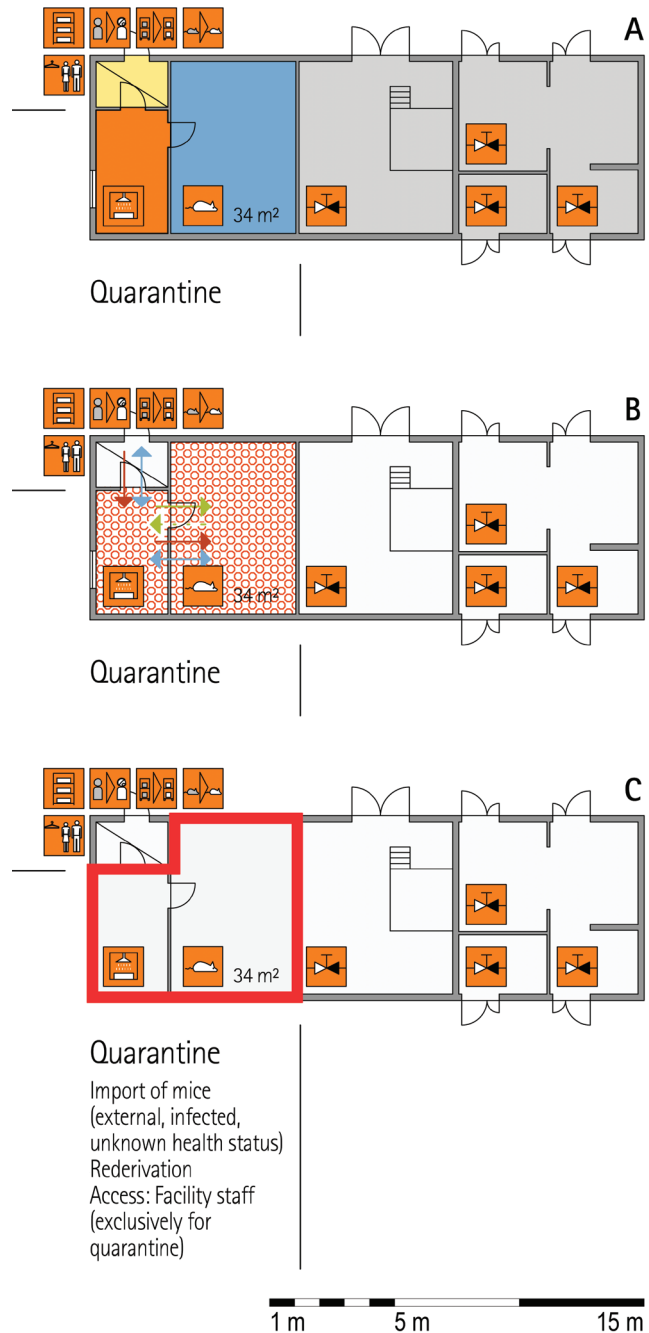 A
34 m²
Quarantine
B
34 m²
Quarantine
C
34 m²
Quarantine
Import of mice
(external, infected,
unknown health status)
Rederivation
Access: Facility staff
(exclusively for
quarantine)
1 m 5 m 15 m